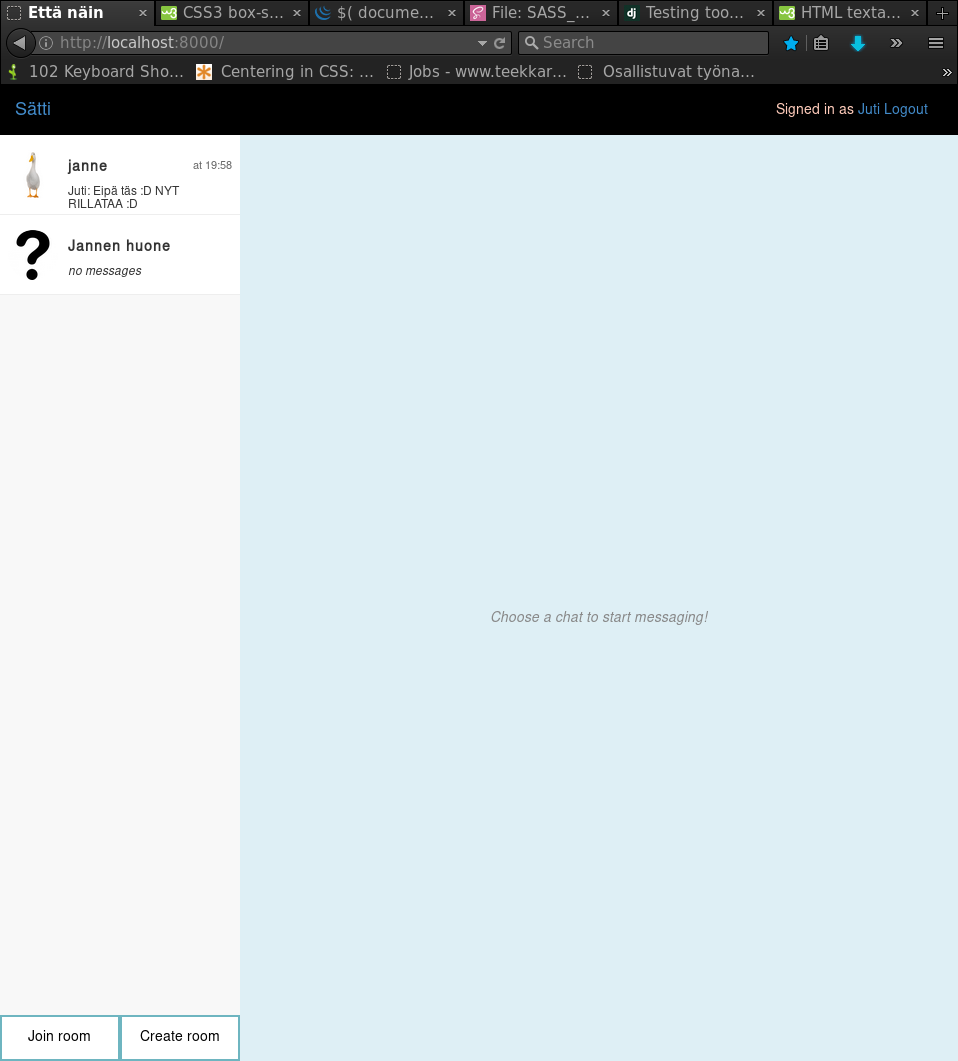 Että näin × CSS3 box-s... × $( docume... × File: SASS_... × Testing too... × HTML texta... × +
http://localhost:8000/ Search
102 Keyboard Sho... Centering in CSS: ... Jobs - www.teekkar... Osallistuvat työna... »
Sätti Signed in as Juti Logout
janne at 19:58
Juti: Eipä täs :D NYT
RILLATAA :D
Jannen huone
no messages
Choose a chat to start messaging!
Join room Create room